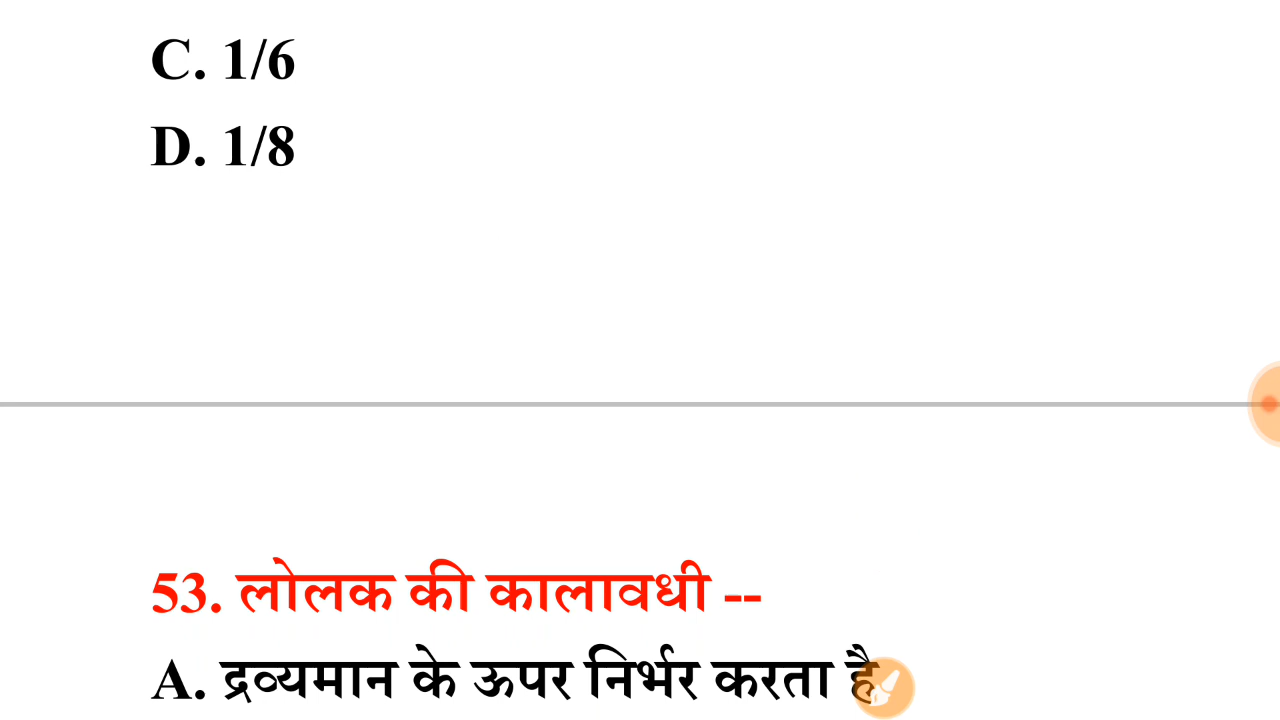 C. 1/6
D. 1/8
53. लोलक की कालावधी --
A. द्रव्यमान के ऊपर निर्भर करता है